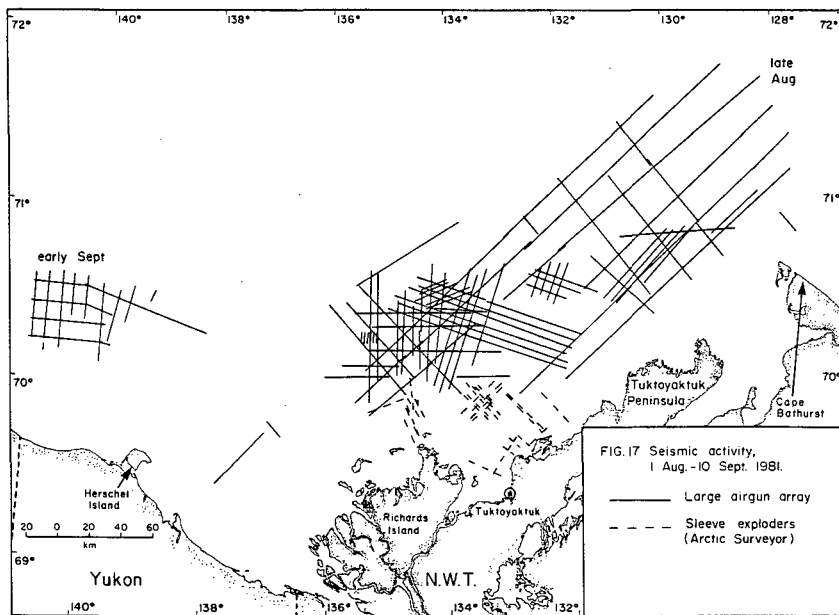 72° 140° 138° 136° 134° 132° 130° 128° 126° 72°
late
Aug
71° 71°
early Sept
70° 70°
Tuktoyaktuk
Peninsula
Cape
Bathurst
Herschel
Island
20 0 20 40 60
km
Richards
Island
Tuktoyaktuk
69°
Yukon
N.W.T.
140° 138° 136° 134° 132°
FIG.17 Seismic activity,
1 Aug.-10 Sept. 1981.
Large airgun array
Sleeve exploders
(Arctic Surveyor)